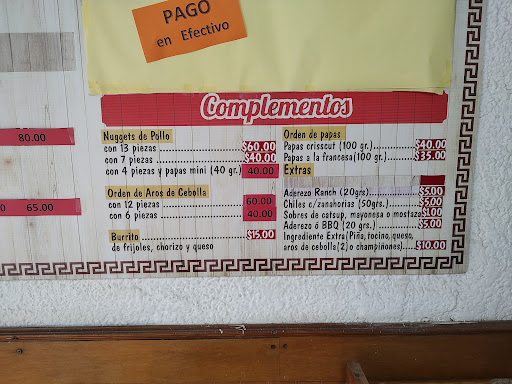 PAGO
en Efectivo
80.00
65.00
Complementos
Nuggets de Pollo
con 13 piezas $60.00
con 7 piezas $40.00
con 4 piezas y papas mini (40 gr.) 40.00
Orden de Aros de Cebolla
con 12 piezas 60.00
con 6 piezas 40.00
Burrito $15.00
de frijoles, chorizo y queso
Orden de papas
Papas crisscut (100 gr.) $40.00
Papas a la francesa(100 gr.) $35.00
Extras
Aderezo Ranch (20grs) $5.00
Chiles c/zanahorias (50grs.) $5.00
Sobres de catsup, mayonesa o mostaza $1.00
Aderezo ó BBQ (20 grs.) $5.00
Ingrediente Extra(Piña, tocino, queso,
aros de cebolla(2) o champiñones) $10.00